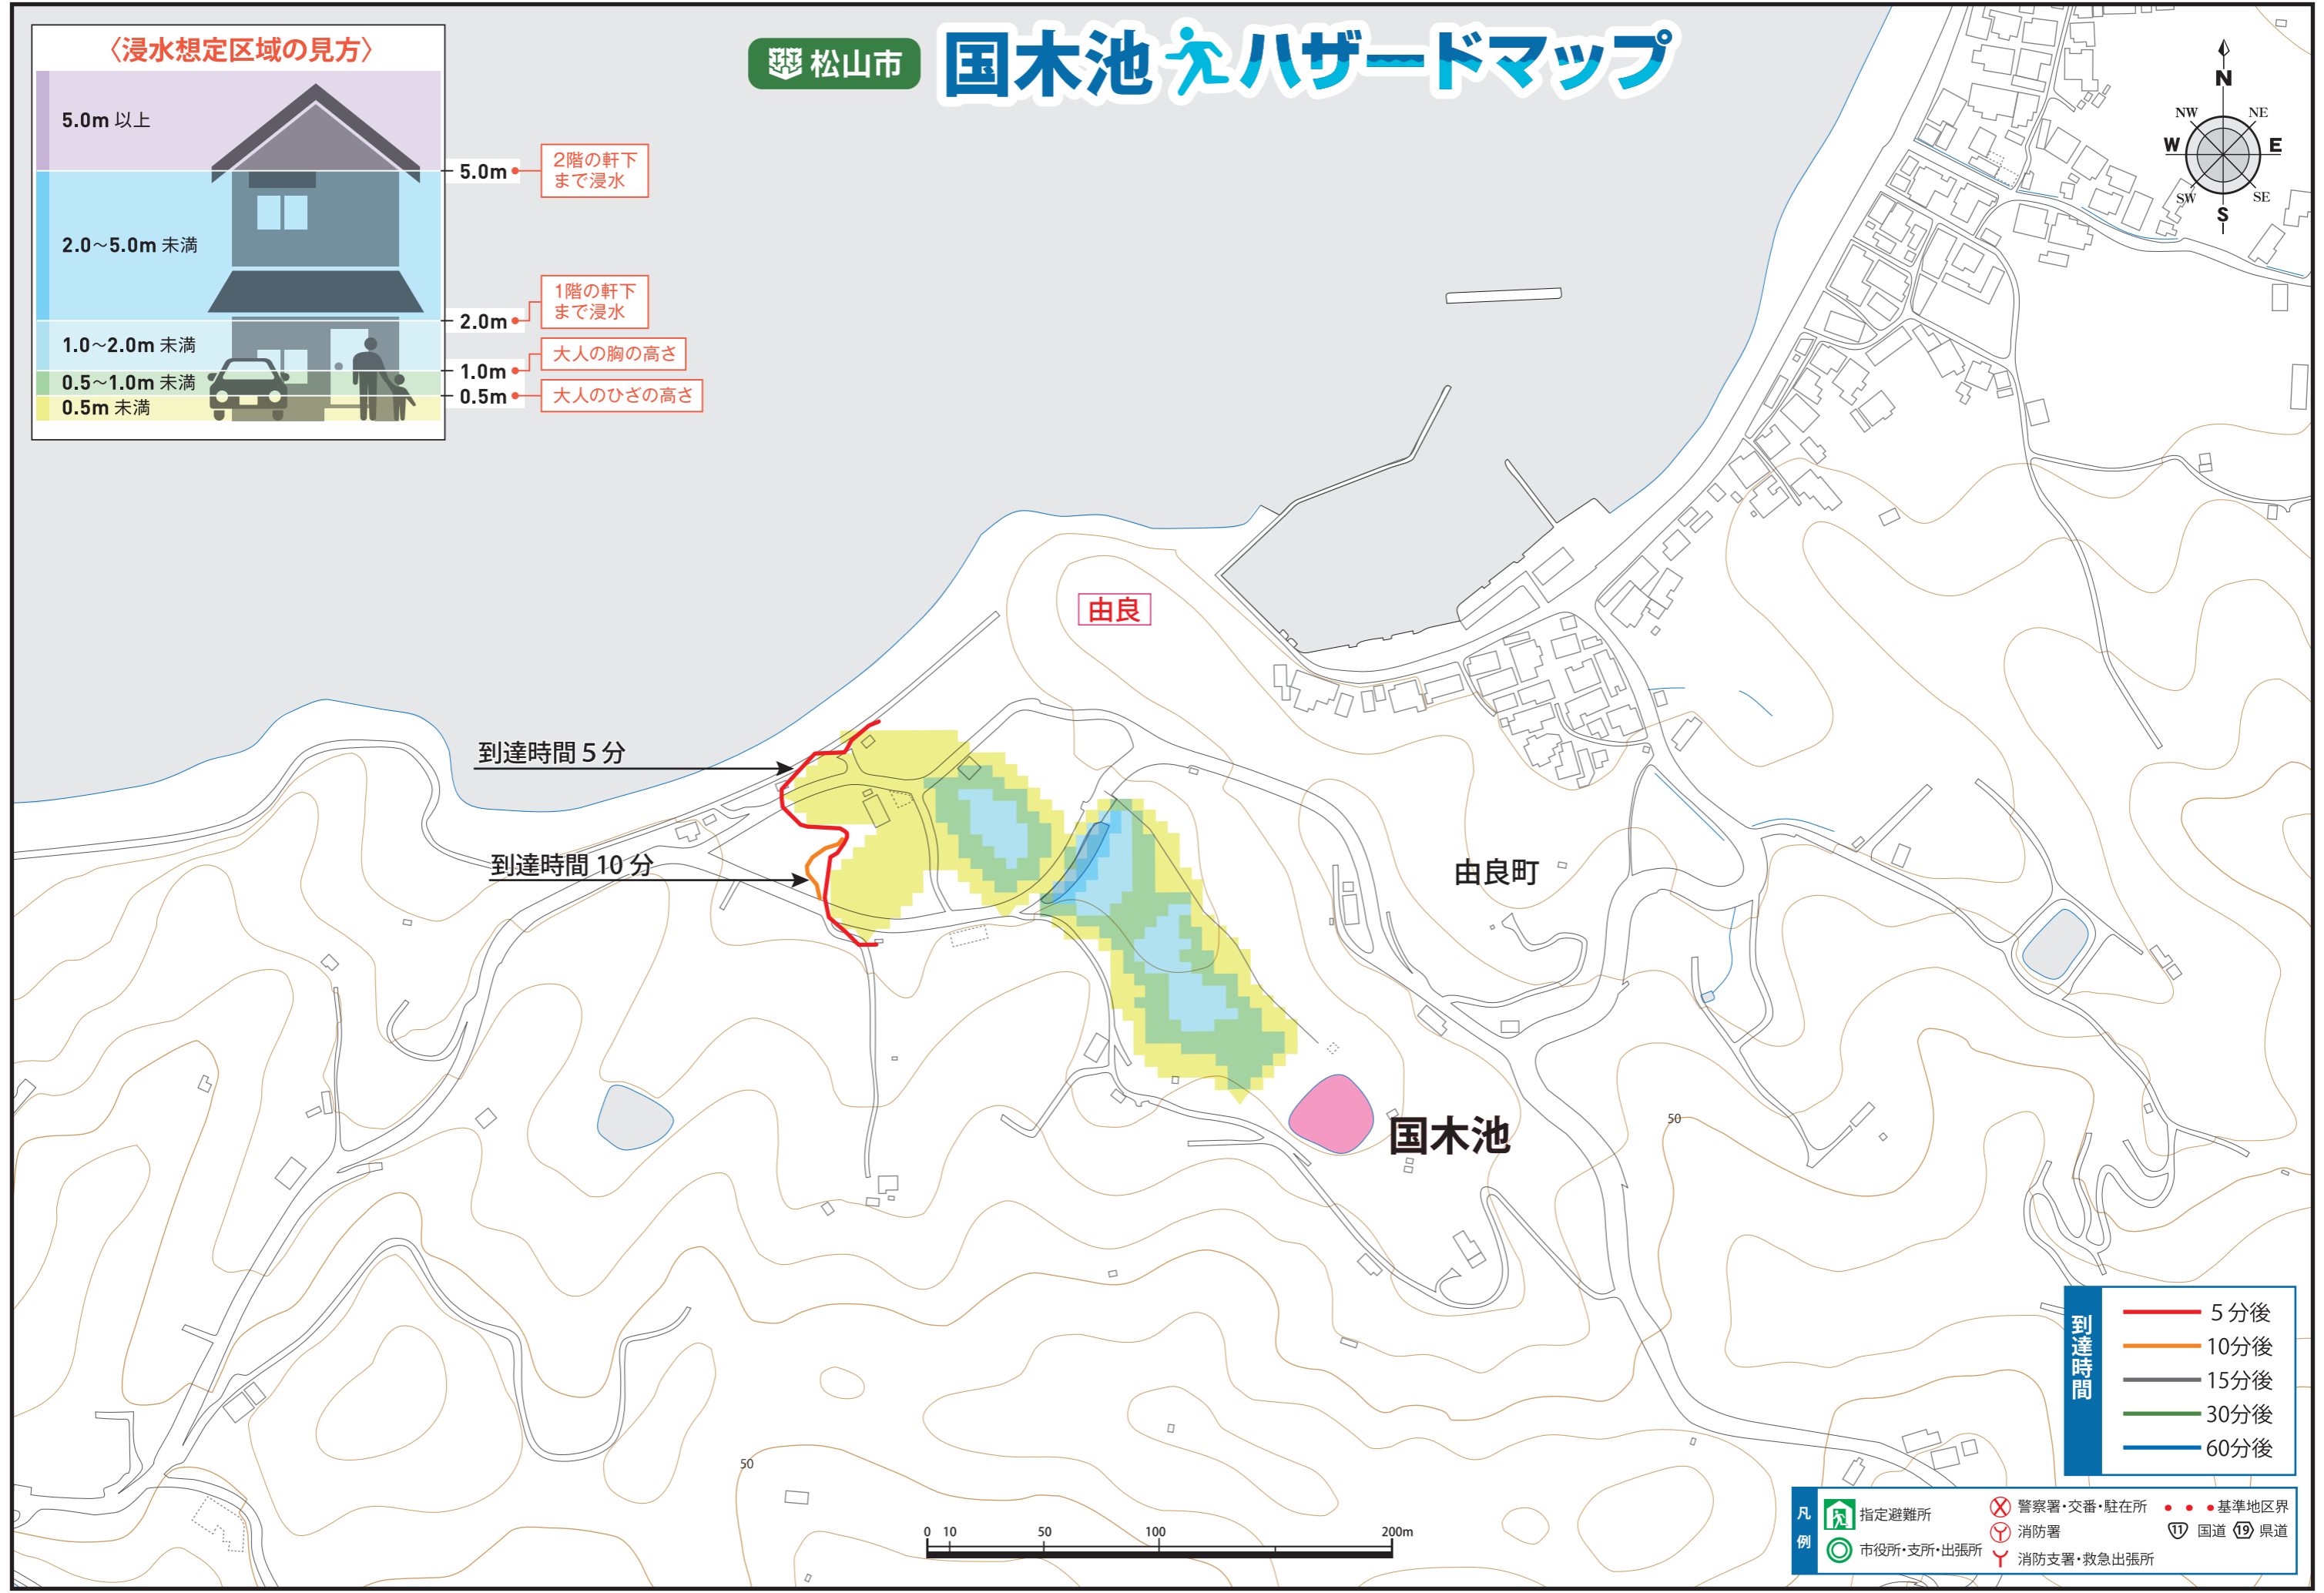 松山市 国木池 ハザードマップ
〈浸水想定区域の見方〉
5.0m 以上
2.0～5.0m 未満
1.0～2.0m 未満
0.5～1.0m 未満
0.5m 未満
5.0m
2階の軒下
まで浸水
2.0m
1階の軒下
まで浸水
1.0m
大人の胸の高さ
0.5m
大人のひざの高さ
N
NE
E
SE
S
SW
W
NW
由良
到達時間 5 分
到達時間 10 分
由良町
国木池
50
50
0 10 50 100 200m
到達時間
5 分後
10分後
15分後
30分後
60分後
凡例
指定避難所
市役所・支所・出張所
警察署・交番・駐在所
消防署
消防支署・救急出張所
基準地区界
11 国道 19 県道